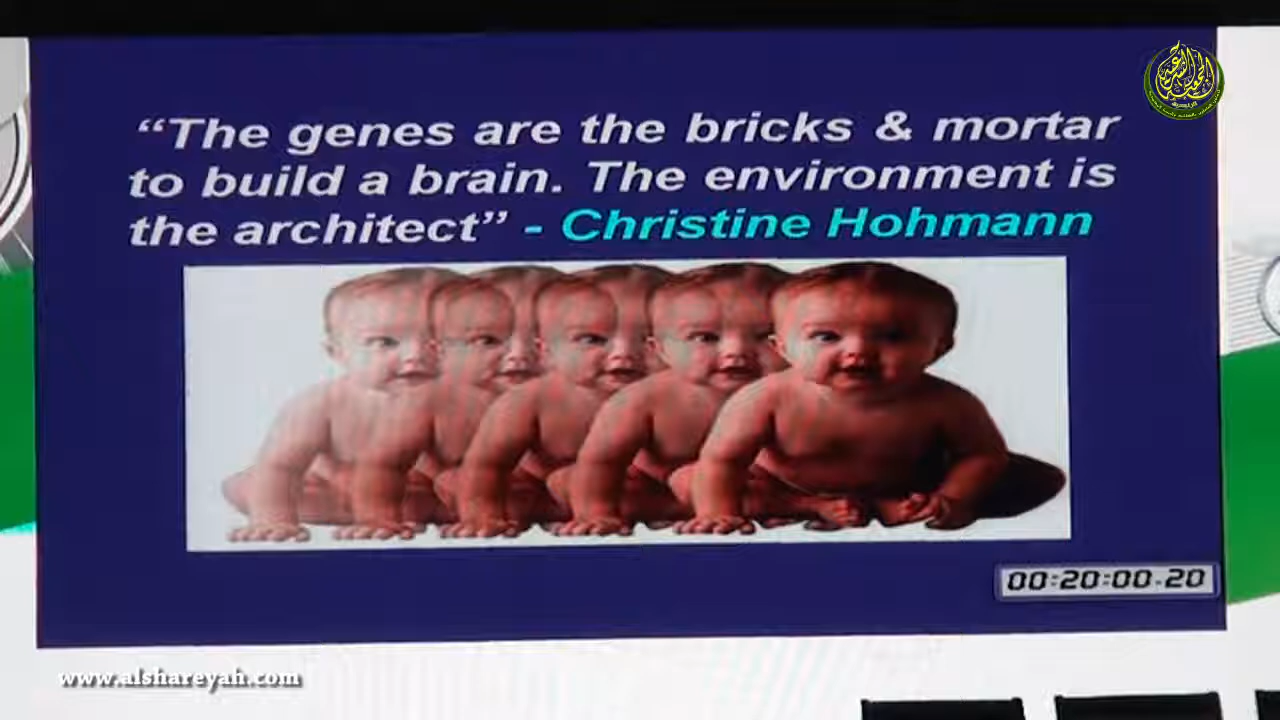 “The genes are the bricks & mortar
to build a brain. The environment is
the architect” - Christine Hohmann
00:20:00.20
www.alshareyah.com